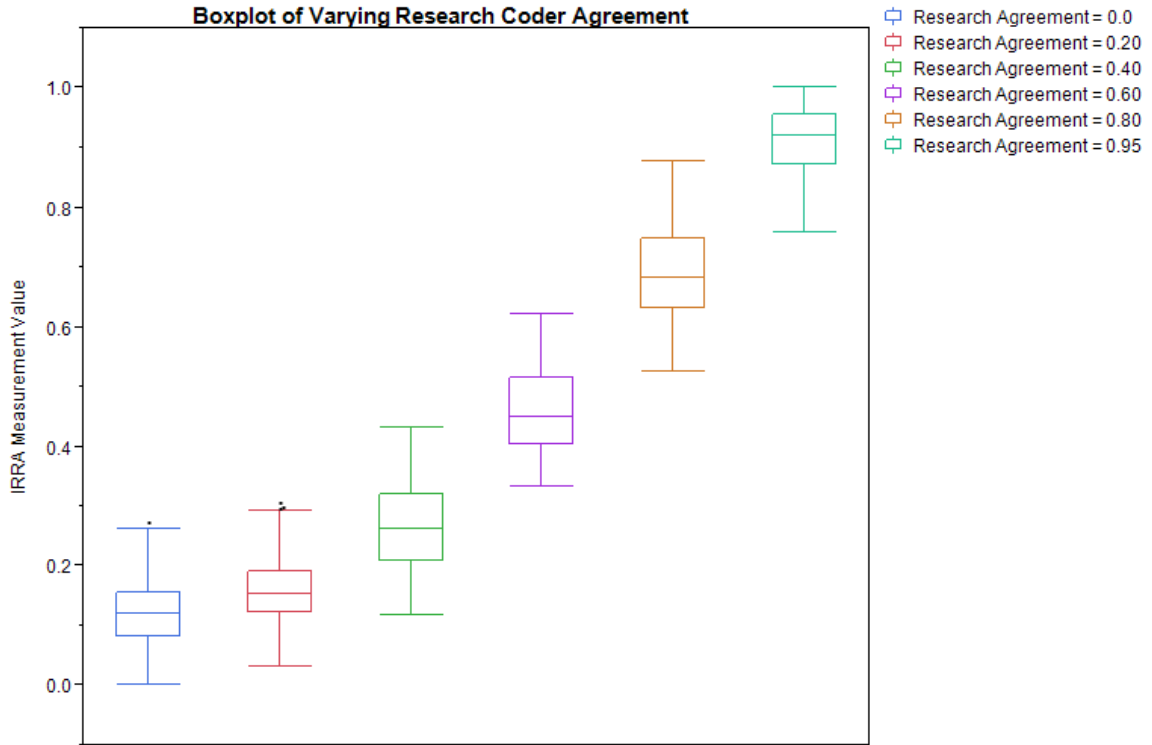 Boxplot of Varying Research Coder Agreement
Research Agreement = 0.0
Research Agreement = 0.20
Research Agreement = 0.40
Research Agreement = 0.60
Research Agreement = 0.80
Research Agreement = 0.95
IRRA Measurement Value
1.0
0.8
0.6
0.4
0.2
0.0